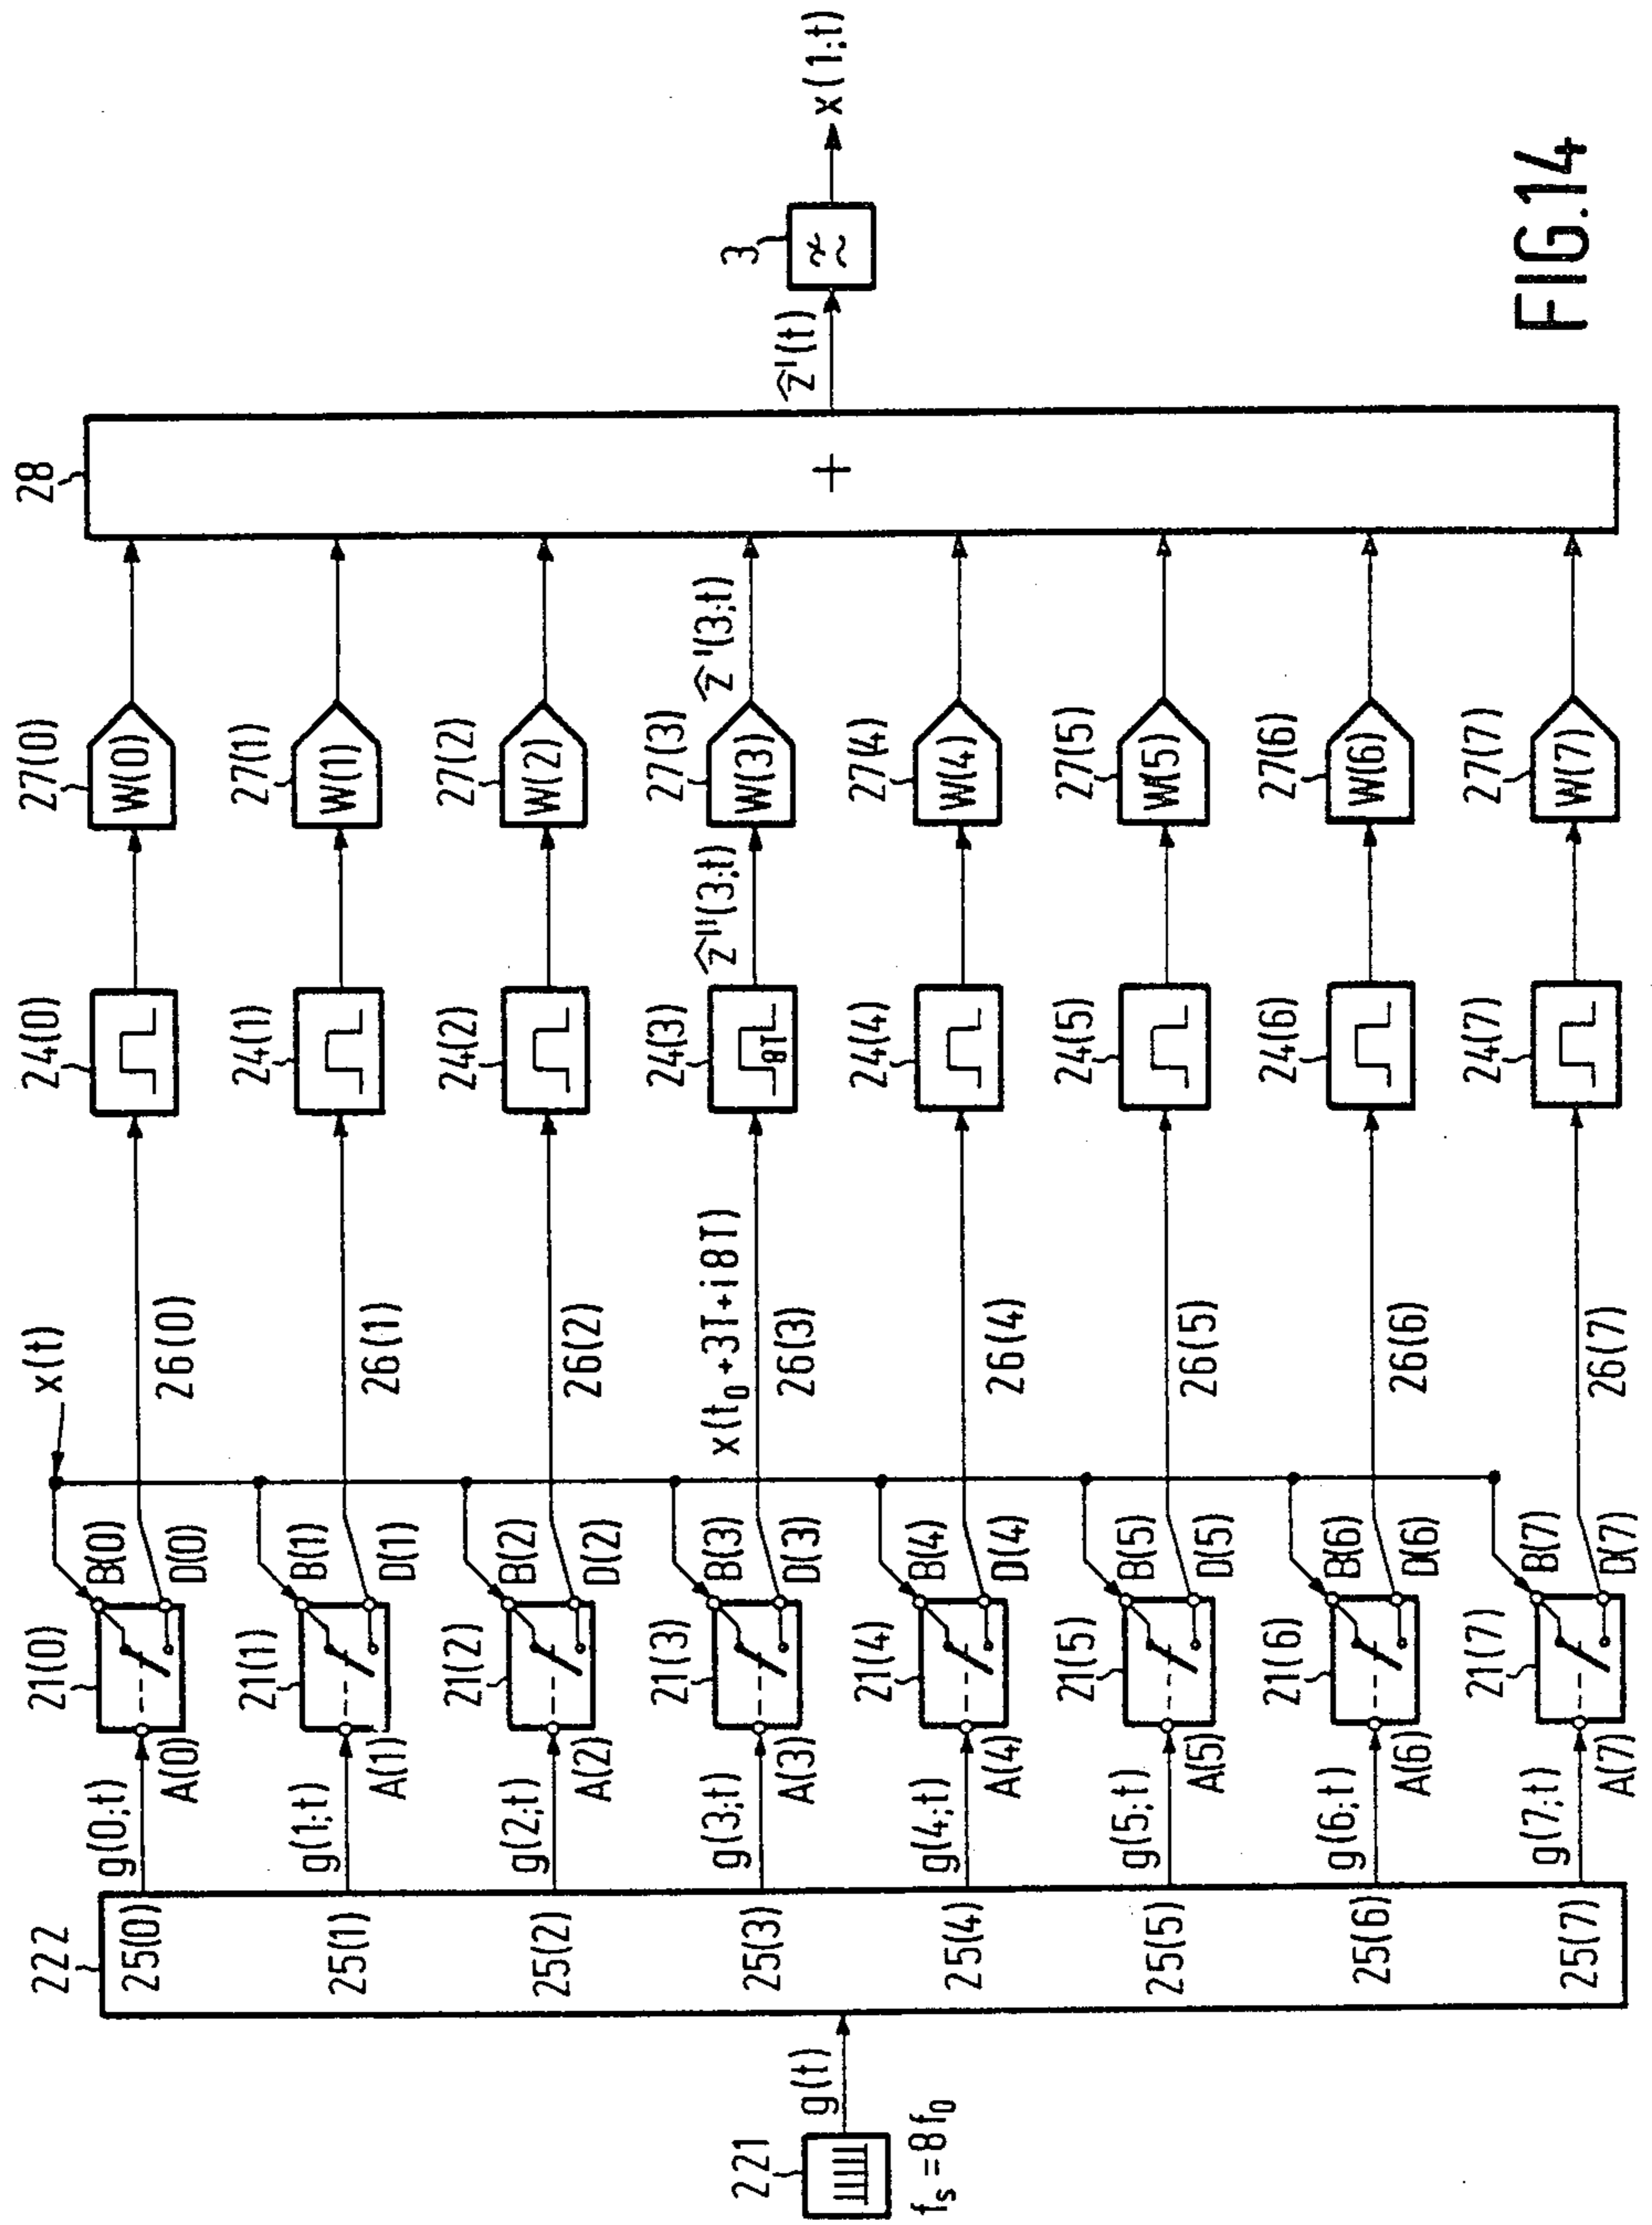 221
g(t)
fs = 8f0
222
25(0)
25(1)
25(2)
25(3)
25(4)
25(5)
25(6)
25(7)
g(0;t)
g(1;t)
g(2;t)
g(3;t)
g(4;t)
g(5;t)
g(6;t)
g(7;t)
A(0)
A(1)
A(2)
A(3)
A(4)
A(5)
A(6)
A(7)
21(0)
21(1)
21(2)
21(3)
21(4)
21(5)
21(6)
21(7)
B(0)
D(0)
B(1)
D(1)
B(2)
D(2)
B(3)
D(3)
B(4)
D(4)
B(5)
D(5)
B(6)
D(6)
B(7)
D(7)
x(t)
26(0)
26(1)
26(2)
x(t0+3T+i8T)
26(3)
26(4)
26(5)
26(6)
26(7)
24(0)
24(1)
24(2)
24(3)
8T
24(4)
24(5)
24(6)
24(7)
ẑ''(3;t)
27(0)
W(0)
27(1)
W(1)
27(2)
W(2)
27(3)
W(3)
27(4)
W(4)
27(5)
W(5)
27(6)
W(6)
27(7)
W(7)
ẑ'(3;t)
28
+
ẑ'(t)
3
x(1;t)
FIG.14